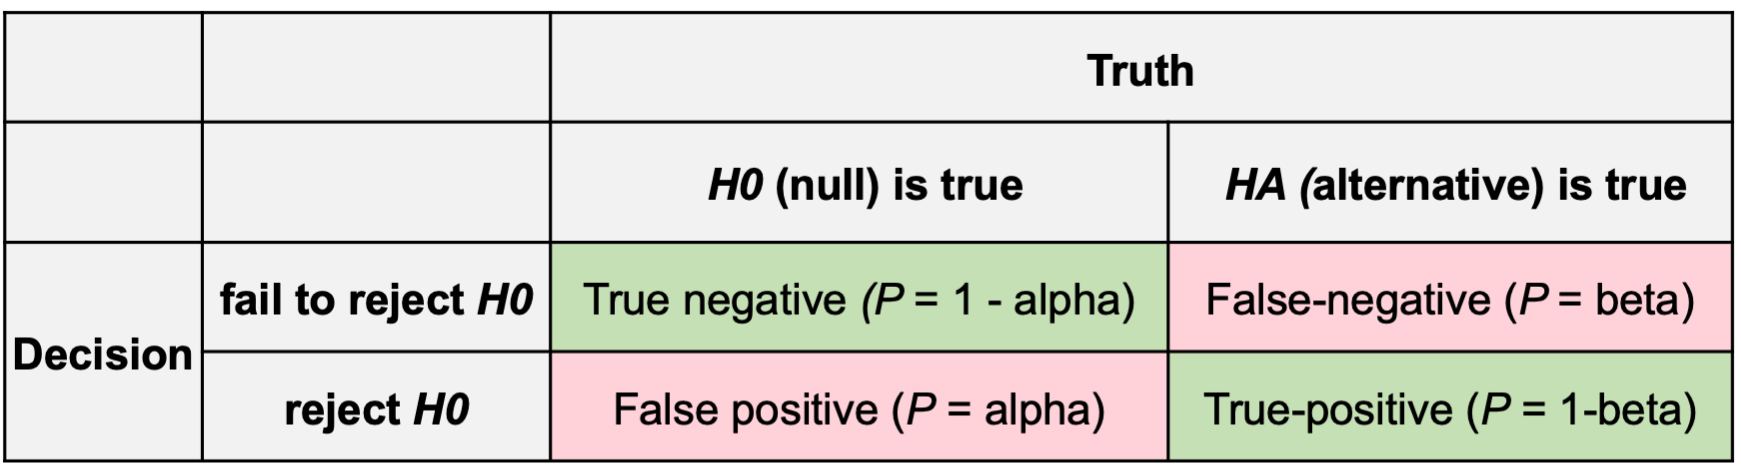 Truth
H0 (null) is true
HA (alternative) is true
Decision
fail to reject H0
True negative (P = 1 - alpha)
False-negative (P = beta)
reject H0
False positive (P = alpha)
True-positive (P = 1-beta)